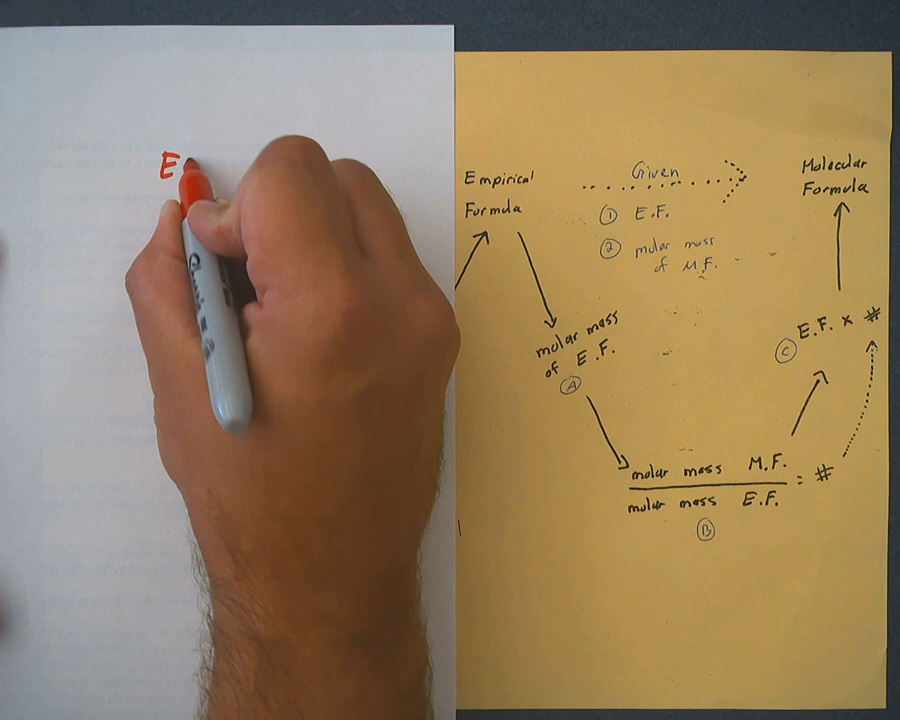 E
Empirical
Formula
Given
① E.F.
② molar mass
of M.F.
Molecular
Formula
molar mass
of E.F.
Ⓐ
molar mass M.F.
molar mass E.F.
= #
Ⓑ
Ⓒ E.F. x #